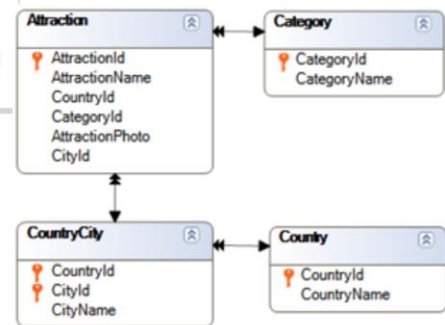 Attraction
AttractionId
AttractionName
CountryId
CategoryId
AttractionPhoto
CityId
Category
CategoryId
CategoryName
CountryCity
CountryId
CityId
CityName
Country
CountryId
CountryName